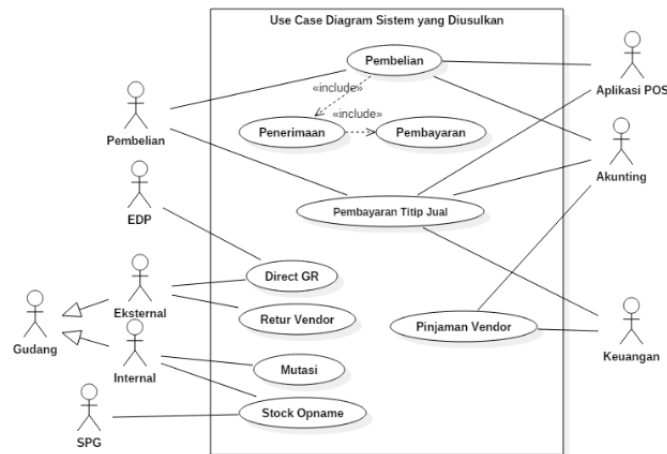 Use Case Diagram Sistem yang Diusulkan
Pembelian
Aplikasi POS
«include»
«include»
Pembelian
Penerimaan
Pembayaran
Akunting
EDP
Pembayaran Titip Jual
Direct GR
Eksternal
Retur Vendor
Pinjaman Vendor
Gudang
Internal
Keuangan
Mutasi
Stock Opname
SPG